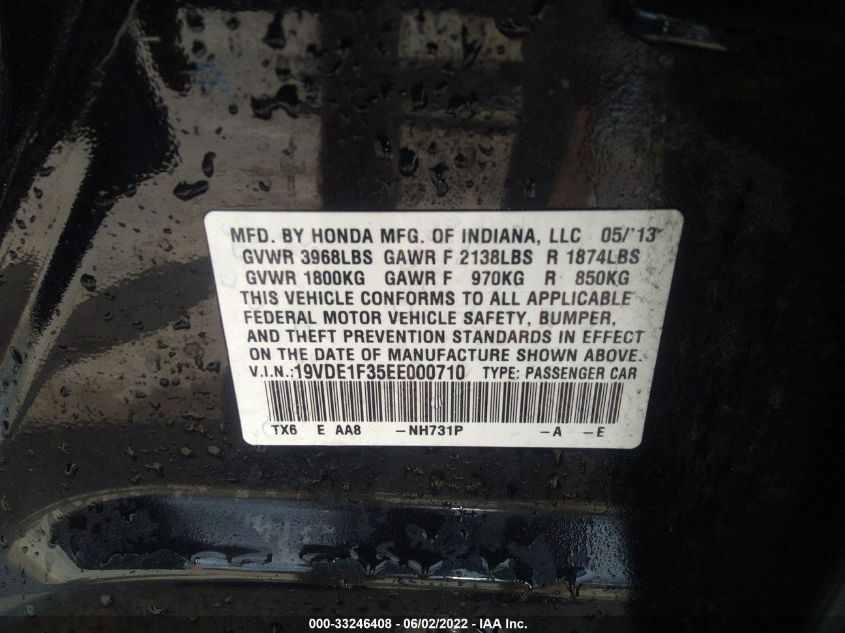 MFD. BY HONDA MFG. OF INDIANA, LLC 05/'13
GVWR 3968LBS GAWR F 2138LBS R 1874LBS
GVWR 1800KG GAWR F 970KG R 850KG
THIS VEHICLE CONFORMS TO ALL APPLICABLE
FEDERAL MOTOR VEHICLE SAFETY, BUMPER,
AND THEFT PREVENTION STANDARDS IN EFFECT
ON THE DATE OF MANUFACTURE SHOWN ABOVE.
V.I.N.:19VDE1F35EE000710 TYPE: PASSENGER CAR
TX6 E AA8 -NH731P -A -E
000-33246408 - 06/02/2022 - IAA Inc.